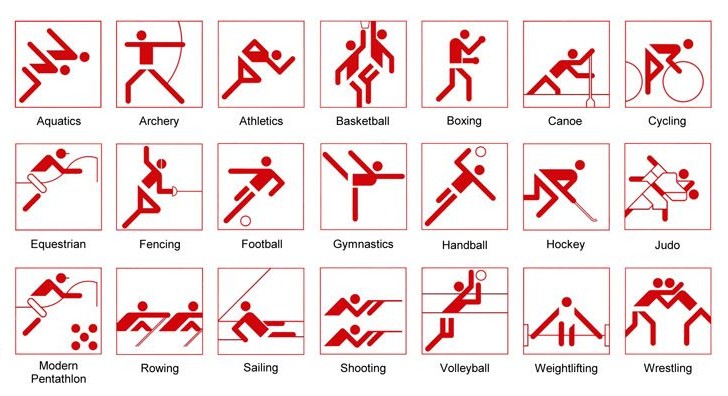 Aquatics
Archery
Athletics
Basketball
Boxing
Canoe
Cycling
Equestrian
Fencing
Football
Gymnastics
Handball
Hockey
Judo
Modern
Pentathlon
Rowing
Sailing
Shooting
Volleyball
Weightlifting
Wrestling